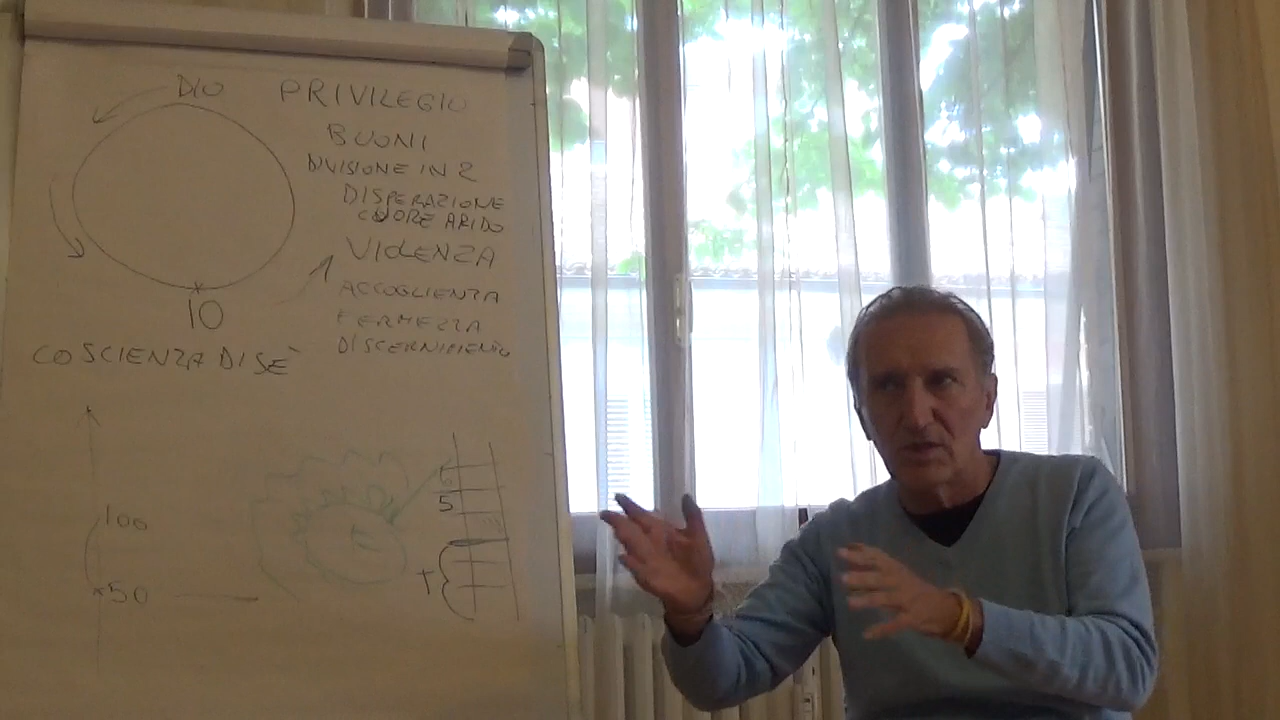 DIO PRIVILEGIO
BUONI
DIVISIONE IN 2
DISPERAZIONE
CUORE ARIDO
VIOLENZA
ACCOGLIENZA
FERMEZZA
DISCERNIMENTO
IO
COSCIENZA DI SÈ
100
50
6
5
T